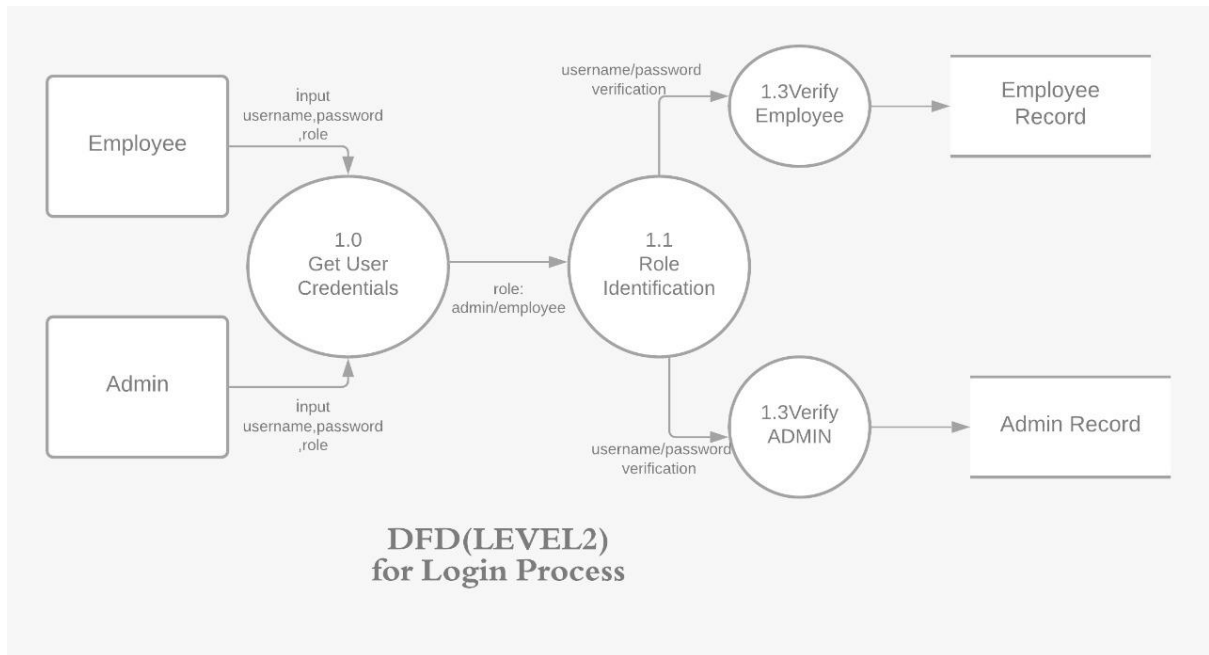 Employee
input
username,password
,role
Admin
input
username,password
,role
1.0
Get User
Credentials
role:
admin/employee
1.1
Role
Identification
username/password
verification
1.3Verify
Employee
Employee
Record
username/password
verification
1.3Verify
ADMIN
Admin Record
DFD(LEVEL2)
for Login Process